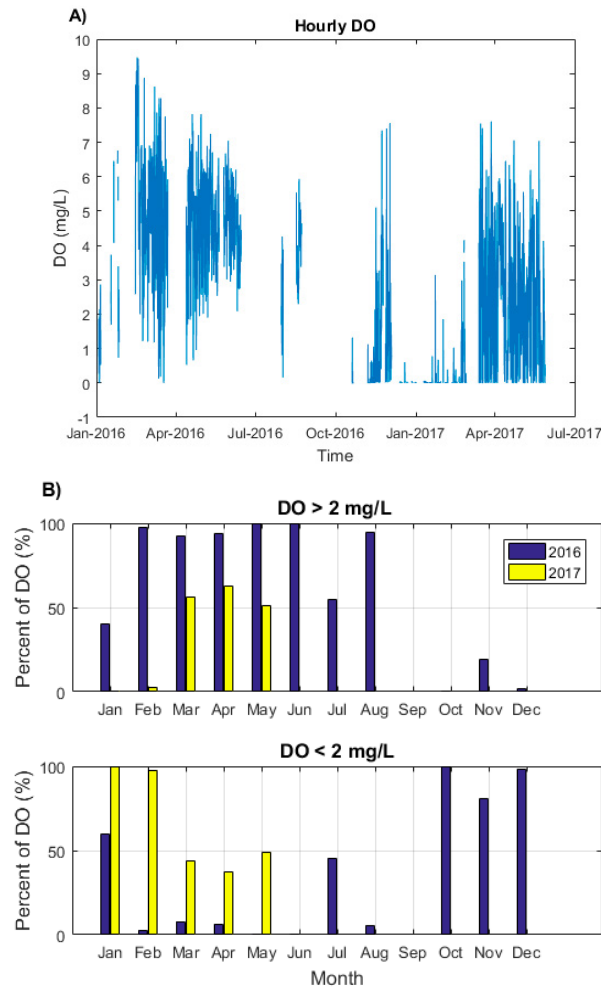 A)
Hourly DO
10
9
8
7
6
5
4
3
2
1
0
-1
DO (mg/L)
Jan-2016 Apr-2016 Jul-2016 Oct-2016 Jan-2017 Apr-2017 Jul-2017
Time
B)
DO > 2 mg/L
100
50
0
Percent of DO (%)
2016
2017
Jan Feb Mar Apr May Jun Jul Aug Sep Oct Nov Dec
DO < 2 mg/L
100
50
0
Percent of DO (%)
Jan Feb Mar Apr May Jun Jul Aug Sep Oct Nov Dec
Month